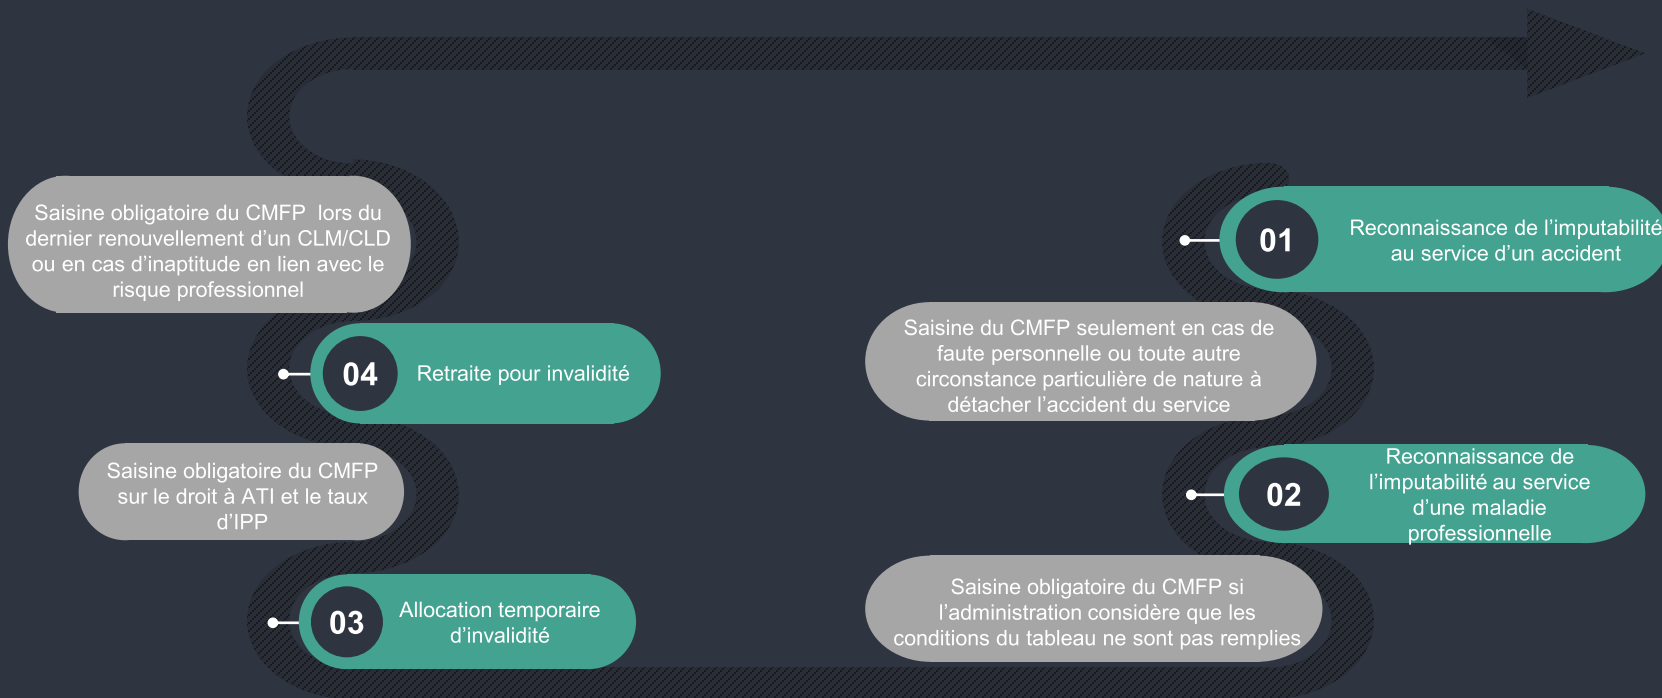 01
Reconnaissance de l’imputabilité
au service d’un accident
Saisine du CMFP seulement en cas de
faute personnelle ou toute autre
circonstance particulière de nature à
détacher l’accident du service
02
Reconnaissance de
l’imputabilité au service
d’une maladie
professionnelle
Saisine obligatoire du CMFP si
l’administration considère que les
conditions du tableau ne sont pas remplies
03
Allocation temporaire
d’invalidité
Saisine obligatoire du CMFP
sur le droit à ATI et le taux
d’IPP
04
Retraite pour invalidité
Saisine obligatoire du CMFP lors du
dernier renouvellement d’un CLM/CLD
ou en cas d’inaptitude en lien avec le
risque professionnel